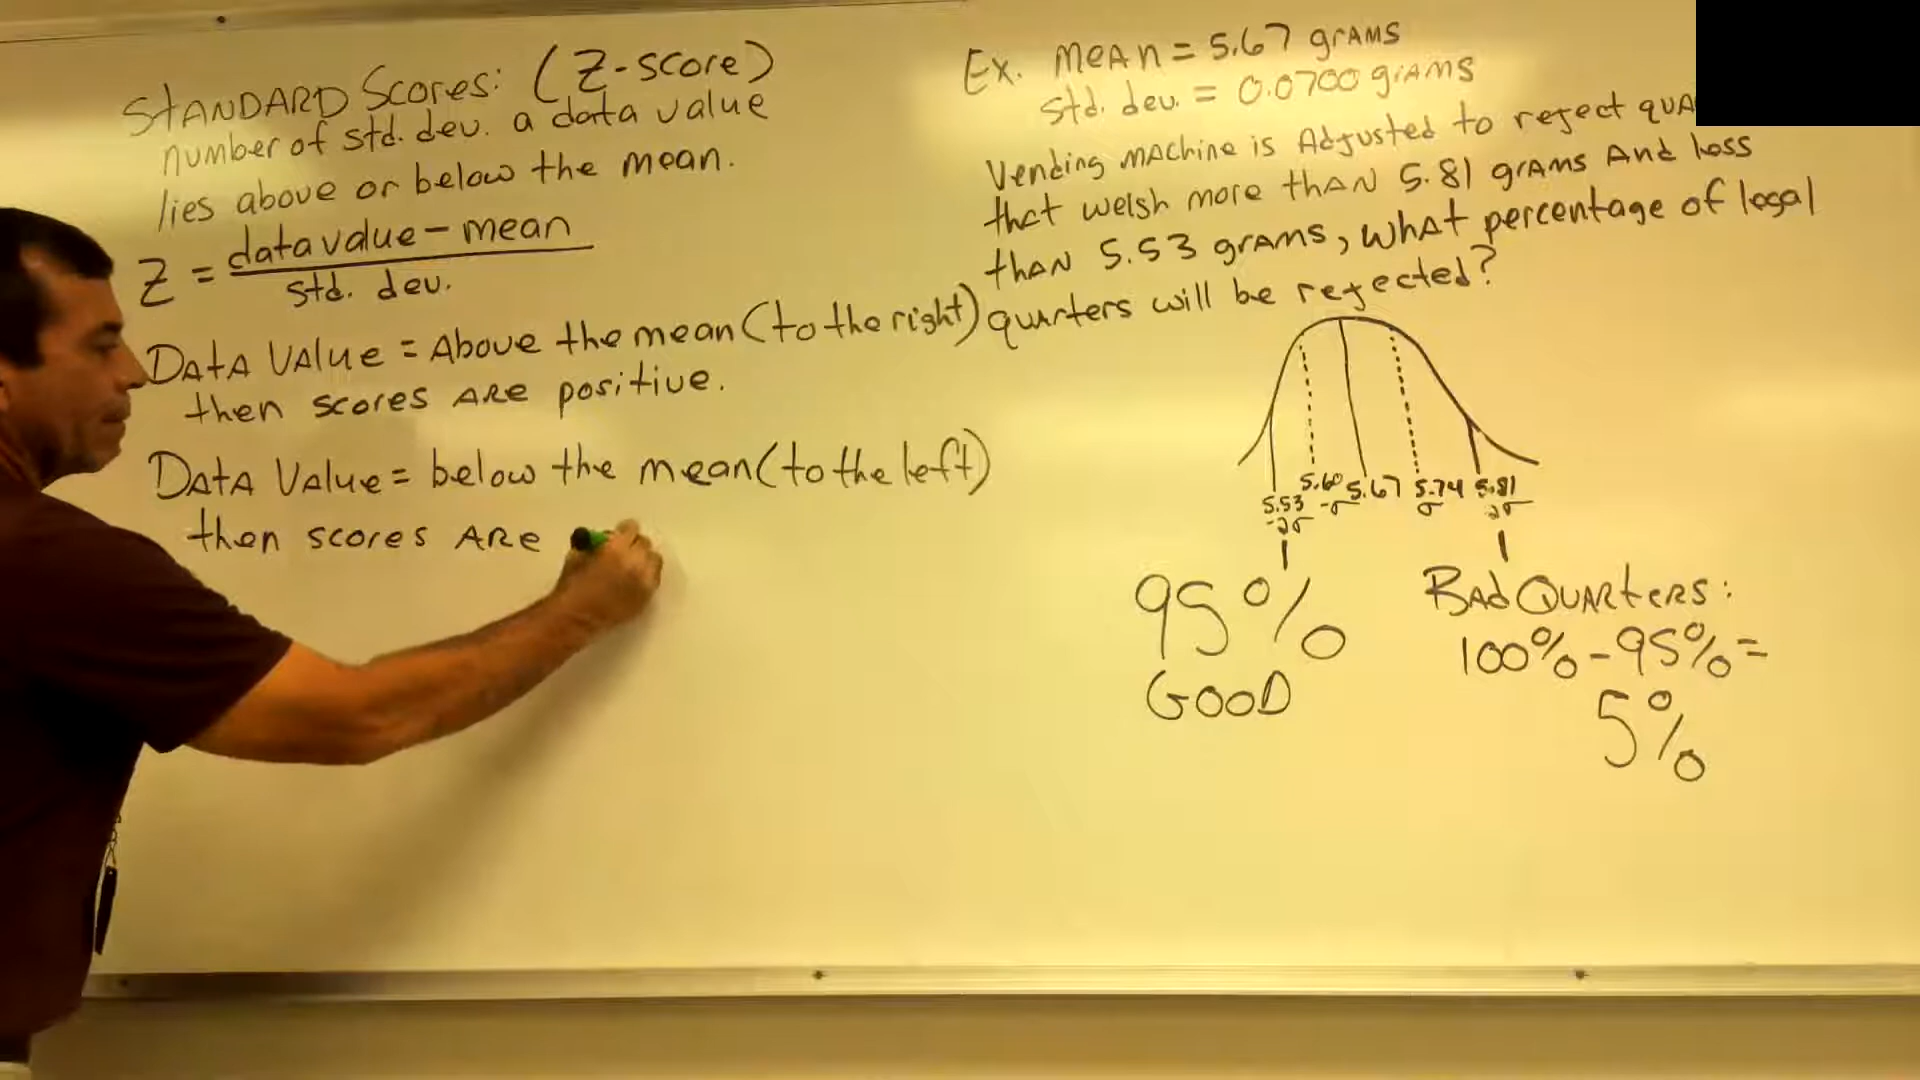 STANDARD Scores: (Z-score)
number of std. dev. a data value
lies above or below the mean.
Z = data value - mean
std. dev.
Data Value = Above the mean (to the right)
then scores are positive.
Data Value = below the mean (to the left)
then scores are
Ex. mean = 5.67 grams
std. dev. = 0.0700 grams
Vending machine is Adjusted to reject
that weigh more than 5.81 grams And less
than 5.53 grams, what percentage of legal
quarters will be rejected?
5.53 5.60 5.67 5.74 5.81
-2σ -σ σ 2σ
95%
GOOD
Bad Quarters:
100% - 95% =
5%